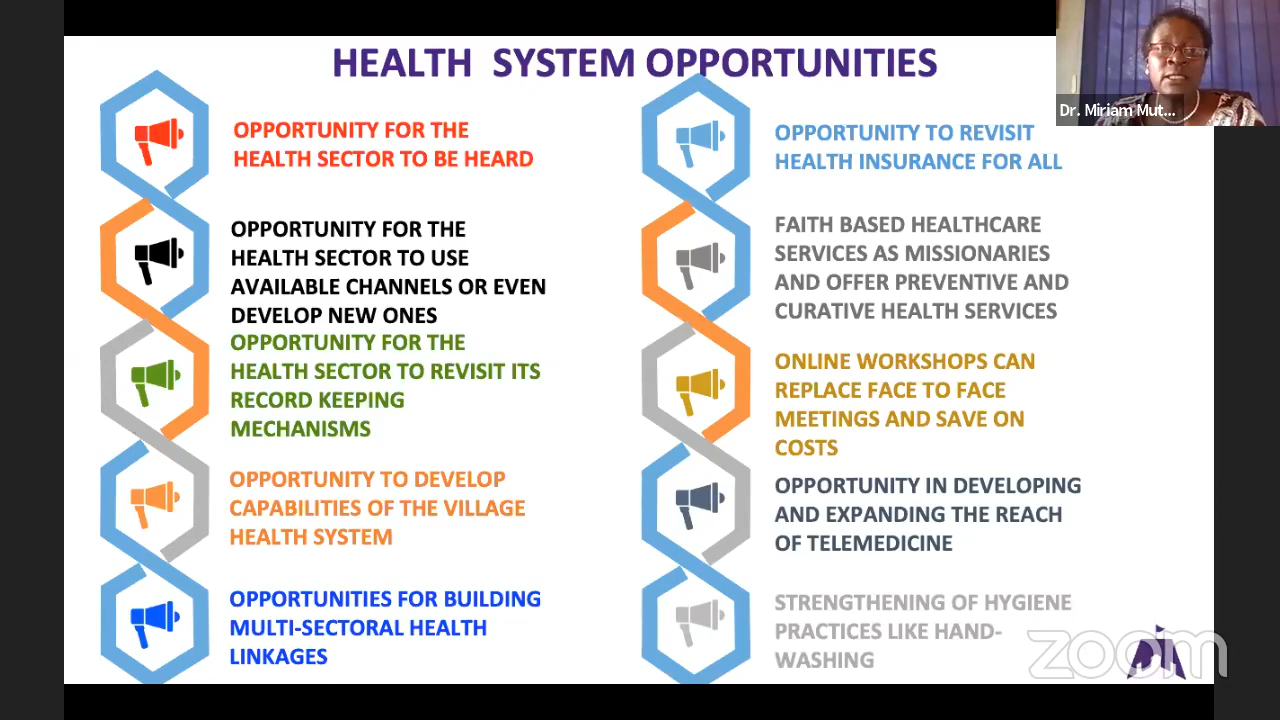 HEALTH SYSTEM OPPORTUNITIES
OPPORTUNITY FOR THE
HEALTH SECTOR TO BE HEARD
OPPORTUNITY FOR THE
HEALTH SECTOR TO USE
AVAILABLE CHANNELS OR EVEN
DEVELOP NEW ONES
OPPORTUNITY FOR THE
HEALTH SECTOR TO REVISIT ITS
RECORD KEEPING
MECHANISMS
OPPORTUNITY TO DEVELOP
CAPABILITIES OF THE VILLAGE
HEALTH SYSTEM
OPPORTUNITIES FOR BUILDING
MULTI-SECTORAL HEALTH
LINKAGES
OPPORTUNITY TO REVISIT
HEALTH INSURANCE FOR ALL
FAITH BASED HEALTHCARE
SERVICES AS MISSIONARIES
AND OFFER PREVENTIVE AND
CURATIVE HEALTH SERVICES
ONLINE WORKSHOPS CAN
REPLACE FACE TO FACE
MEETINGS AND SAVE ON
COSTS
OPPORTUNITY IN DEVELOPING
AND EXPANDING THE REACH
OF TELEMEDICINE
STRENGTHENING OF HYGIENE
PRACTICES LIKE HAND-
WASHING
Dr. Miriam Mut...
zoom